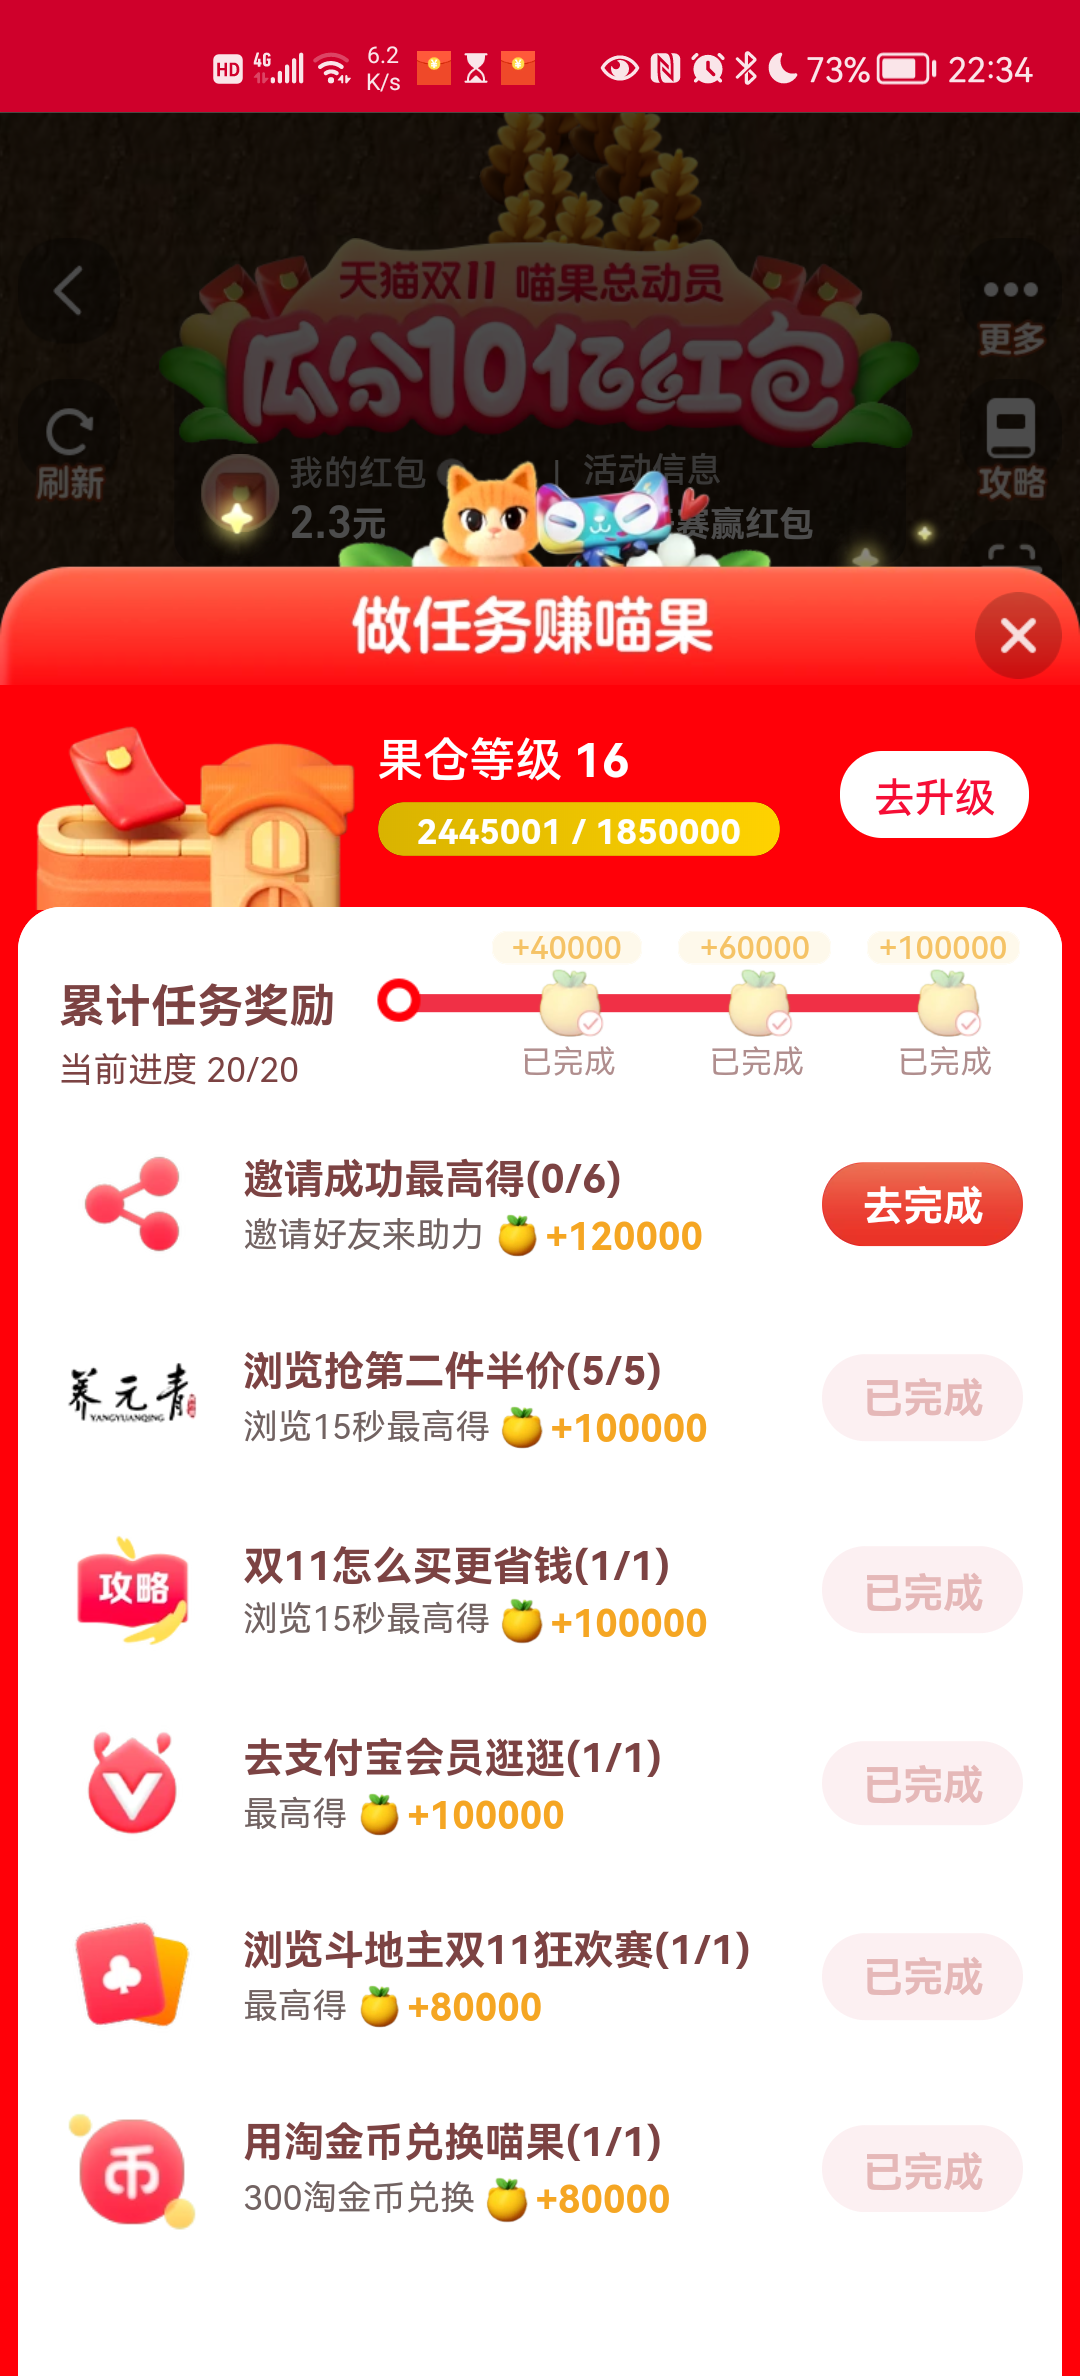 HD 4G 6.2 K/s 73% 22:34
天猫双11 喵果总动员
瓜分10亿红包
更多
刷新
攻略
我的红包
活动信息
2.3元
赛赢红包
做任务赚喵果
果仓等级 16
2445001 / 1850000
去升级
+40000
+60000
+100000
累计任务奖励
当前进度 20/20
已完成
已完成
已完成
邀请成功最高得(0/6)
邀请好友来助力 +120000
去完成
养元青
YANGYUANQING
浏览抢第二件半价(5/5)
浏览15秒最高得 +100000
已完成
攻略
双11怎么买更省钱(1/1)
浏览15秒最高得 +100000
已完成
去支付宝会员逛逛(1/1)
最高得 +100000
已完成
浏览斗地主双11狂欢赛(1/1)
最高得 +80000
已完成
币
用淘金币兑换喵果(1/1)
300淘金币兑换 +80000
已完成